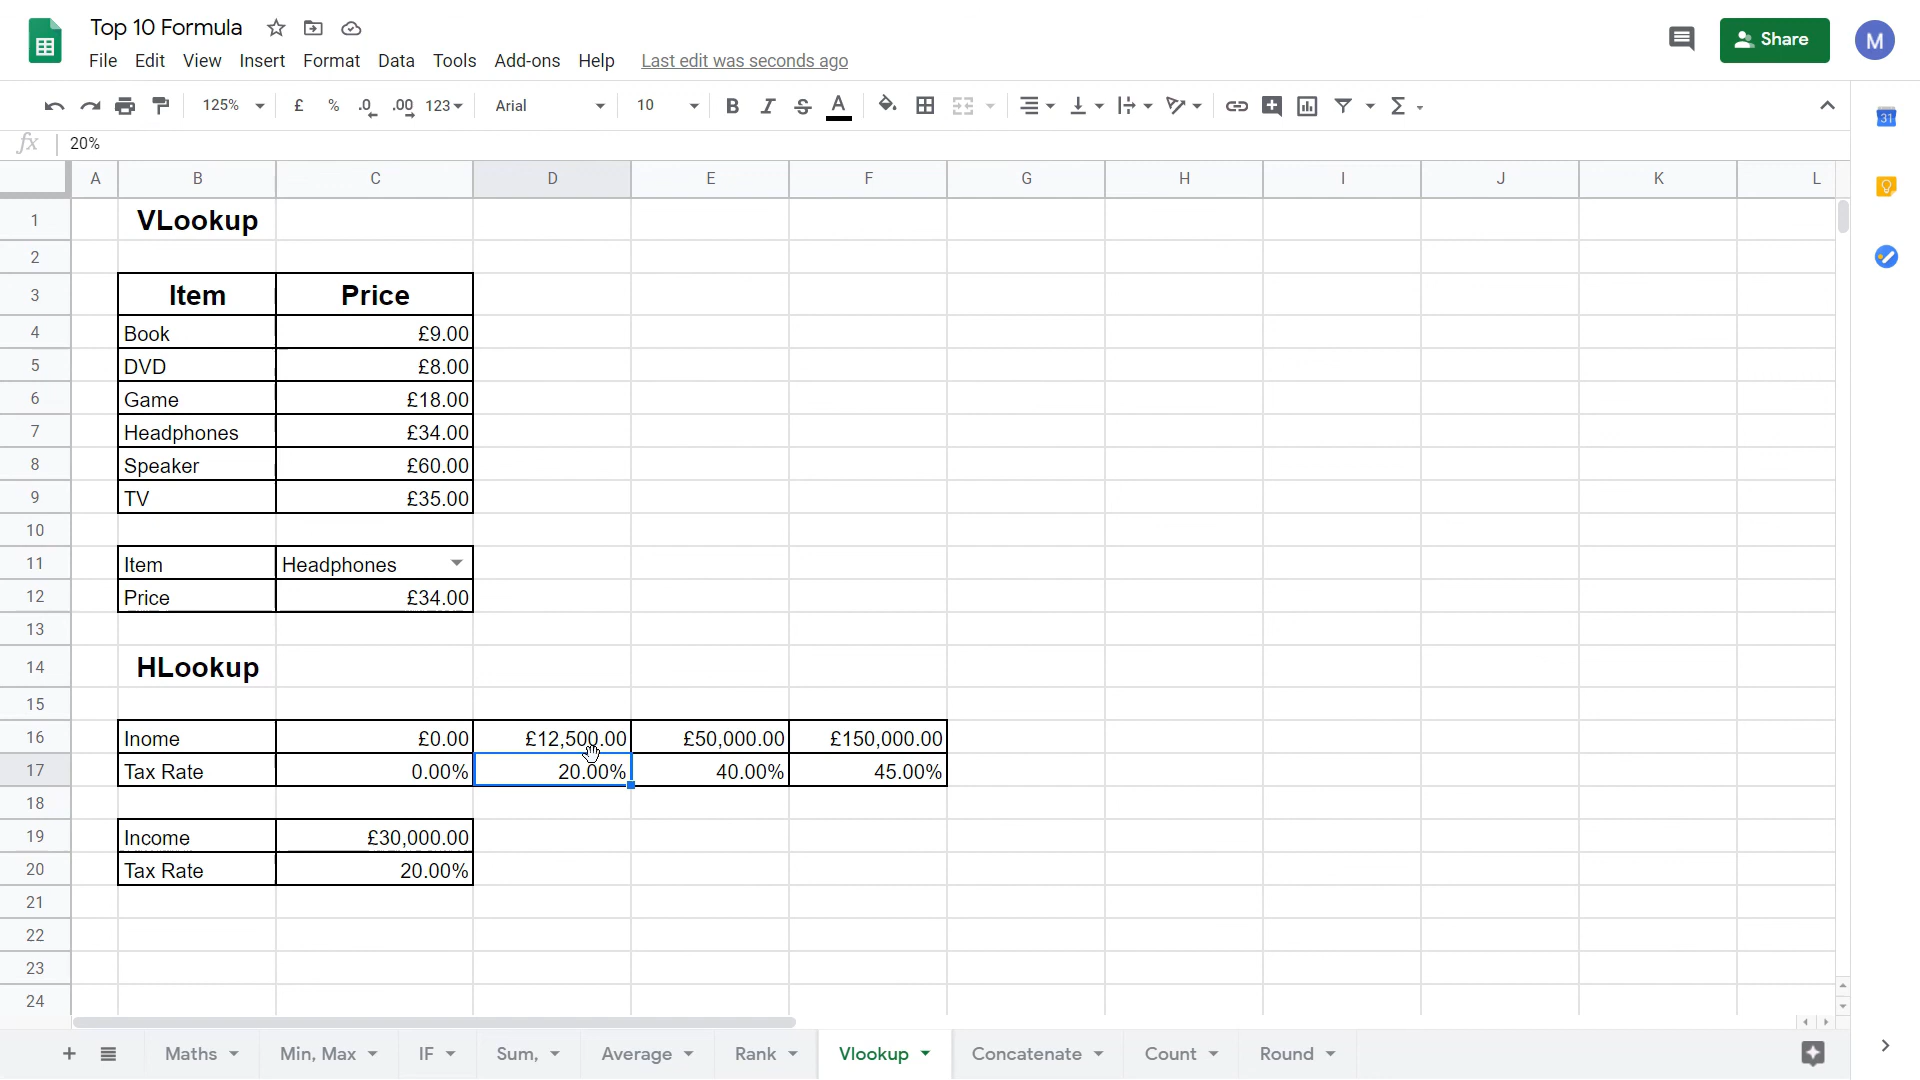 Top 10 Formula
Share
M
File Edit View Insert Format Data Tools Add-ons Help Last edit was seconds ago
125% £ % .0 .00 123 Arial 10 B I S A Σ
31
fx 20%
A B C D E F G H I J K L
1 VLookup
2
3 Item Price
4 Book £9.00
5 DVD £8.00
6 Game £18.00
7 Headphones £34.00
8 Speaker £60.00
9 TV £35.00
10
11 Item Headphones
12 Price £34.00
13
14 HLookup
15
16 Inome £0.00 £12,500.00 £50,000.00 £150,000.00
17 Tax Rate 0.00% 20.00% 40.00% 45.00%
18
19 Income £30,000.00
20 Tax Rate 20.00%
21
22
23
24
Maths Min, Max IF Sum, Average Rank Vlookup Concatenate Count Round